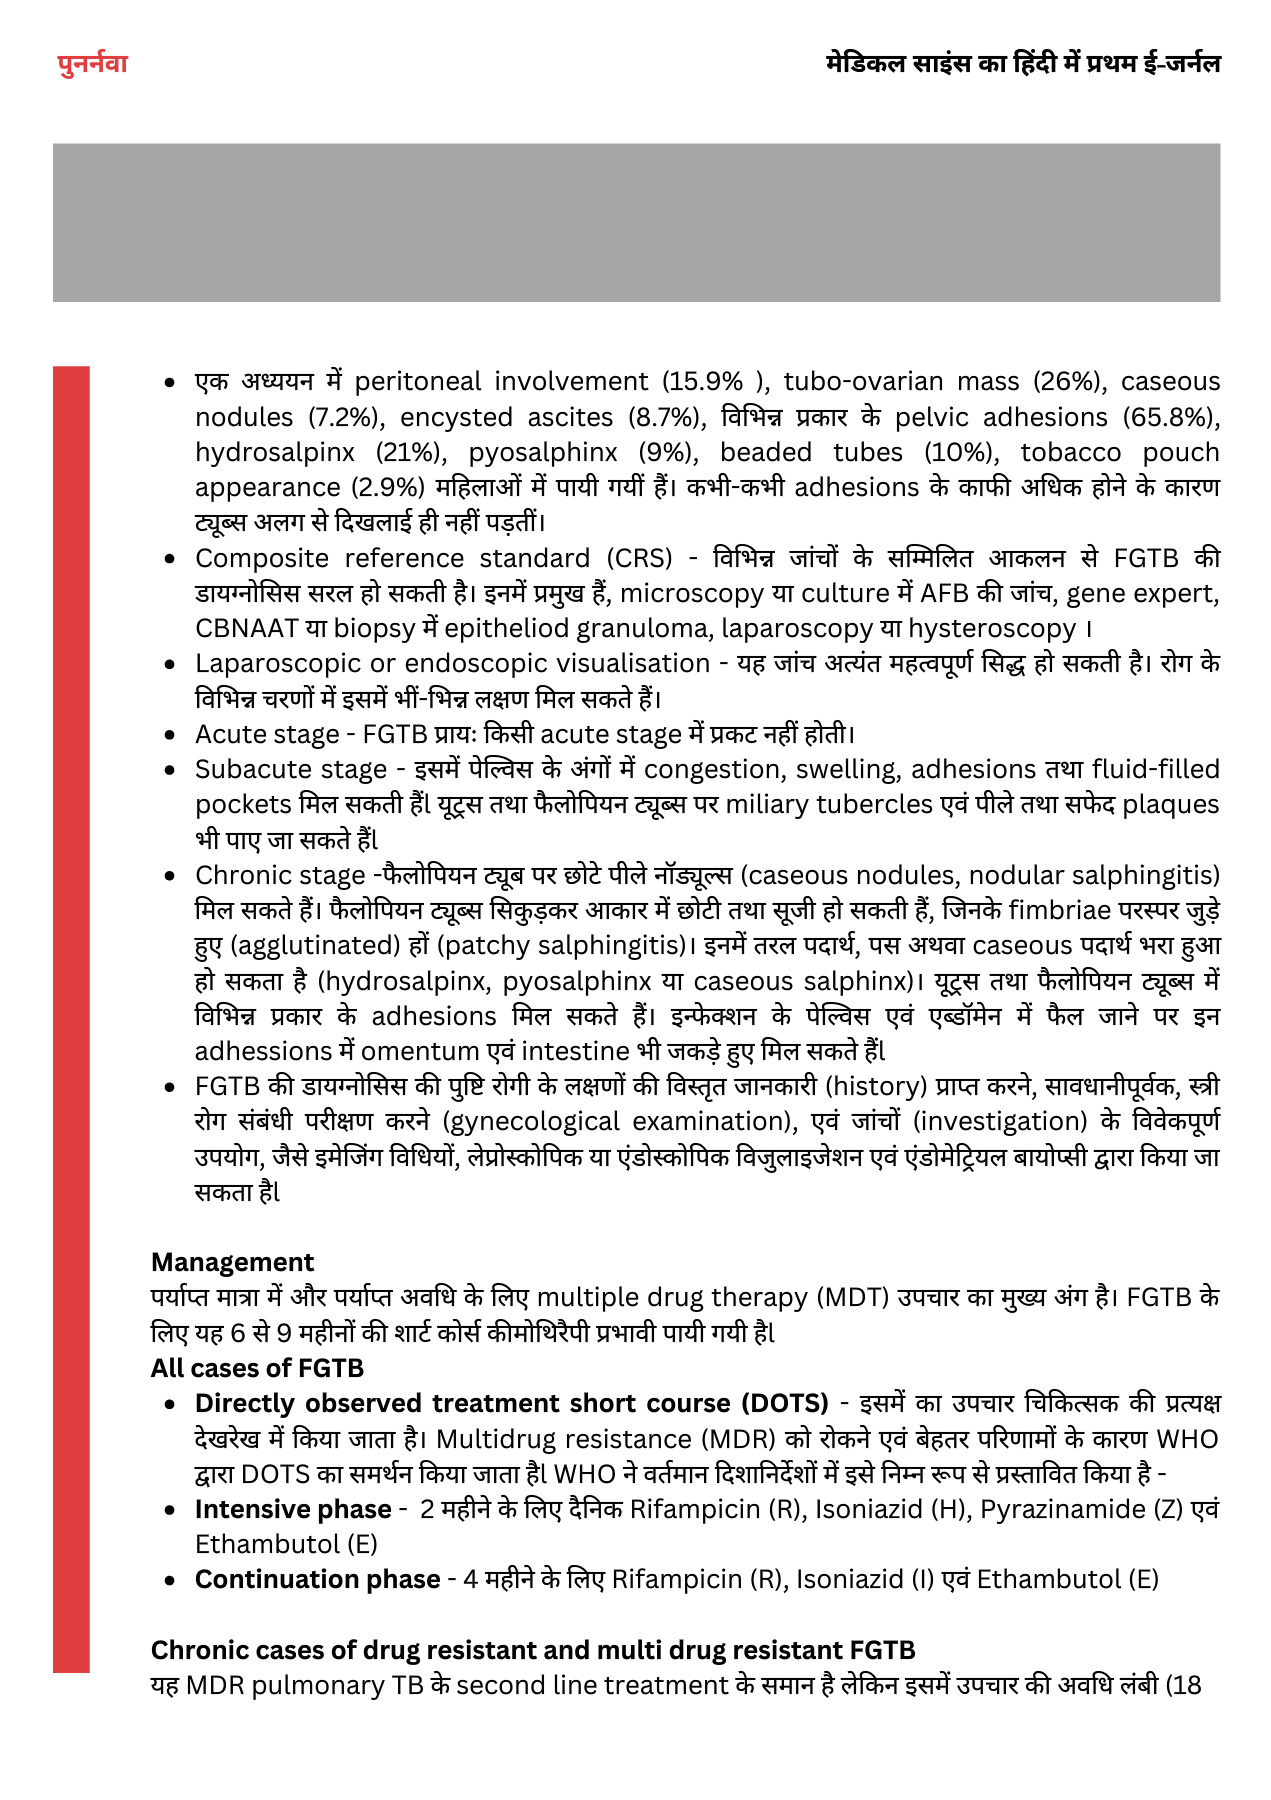 पुनर्नवा
मेडिकल साइंस का हिंदी में प्रथम ई-जर्नल
• एक अध्ययन में peritoneal involvement (15.9% ), tubo-ovarian mass (26%), caseous
nodules (7.2%), encysted ascites (8.7%), विभिन्न प्रकार के pelvic adhesions (65.8%),
hydrosalpinx (21%), pyosalphinx (9%), beaded tubes (10%), tobacco pouch
appearance (2.9%) महिलाओं में पायी गयीं हैं। कभी-कभी adhesions के काफी अधिक होने के कारण
ट्यूब्स अलग से दिखलाई ही नहीं पड़तीं।
• Composite reference standard (CRS) - विभिन्न जांचों के सम्मिलित आकलन से FGTB की
डायग्नोसिस सरल हो सकती है। इनमें प्रमुख हैं, microscopy या culture में AFB की जांच, gene expert,
CBNAAT या biopsy में epitheliod granuloma, laparoscopy या hysteroscopy ।
• Laparoscopic or endoscopic visualisation - यह जांच अत्यंत महत्वपूर्ण सिद्ध हो सकती है। रोग के
विभिन्न चरणों में इसमें भीं-भिन्न लक्षण मिल सकते हैं।
• Acute stage - FGTB प्रायः किसी acute stage में प्रकट नहीं होती।
• Subacute stage - इसमें पेल्विस के अंगों में congestion, swelling, adhesions तथा fluid-filled
pockets मिल सकती हैंl यूट्रस तथा फैलोपियन ट्यूब्स पर miliary tubercles एवं पीले तथा सफेद plaques
भी पाए जा सकते हैंl
• Chronic stage -फैलोपियन ट्यूब पर छोटे पीले नॉड्यूल्स (caseous nodules, nodular salphingitis)
मिल सकते हैं। फैलोपियन ट्यूब्स सिकुड़कर आकार में छोटी तथा सूजी हो सकती हैं, जिनके fimbriae परस्पर जुड़े
हुए (agglutinated) हों (patchy salphingitis)। इनमें तरल पदार्थ, पस अथवा caseous पदार्थ भरा हुआ
हो सकता है (hydrosalpinx, pyosalphinx या caseous salphinx)। यूट्रस तथा फैलोपियन ट्यूब्स में
विभिन्न प्रकार के adhesions मिल सकते हैं। इन्फेक्शन के पेल्विस एवं एब्डॉमेन में फैल जाने पर इन
adhessions में omentum एवं intestine भी जकड़े हुए मिल सकते हैंl
• FGTB की डायग्नोसिस की पुष्टि रोगी के लक्षणों की विस्तृत जानकारी (history) प्राप्त करने, सावधानीपूर्वक, स्त्री
रोग संबंधी परीक्षण करने (gynecological examination), एवं जांचों (investigation) के विवेकपूर्ण
उपयोग, जैसे इमेजिंग विधियों, लेप्रोस्कोपिक या एंडोस्कोपिक विजुलाइजेशन एवं एंडोमेट्रियल बायोप्सी द्वारा किया जा
सकता हैl
Management
पर्याप्त मात्रा में और पर्याप्त अवधि के लिए multiple drug therapy (MDT) उपचार का मुख्य अंग है। FGTB के
लिए यह 6 से 9 महीनों की शार्ट कोर्स कीमोथिरैपी प्रभावी पायी गयी हैl
All cases of FGTB
• Directly observed treatment short course (DOTS) - इसमें का उपचार चिकित्सक की प्रत्यक्ष
देखरेख में किया जाता है। Multidrug resistance (MDR) को रोकने एवं बेहतर परिणामों के कारण WHO
द्वारा DOTS का समर्थन किया जाता हैl WHO ने वर्तमान दिशानिर्देशों में इसे निम्न रूप से प्रस्तावित किया है -
• Intensive phase - 2 महीने के लिए दैनिक Rifampicin (R), Isoniazid (H), Pyrazinamide (Z) एवं
Ethambutol (E)
• Continuation phase - 4 महीने के लिए Rifampicin (R), Isoniazid (I) एवं Ethambutol (E)
Chronic cases of drug resistant and multi drug resistant FGTB
यह MDR pulmonary TB के second line treatment के समान है लेकिन इसमें उपचार की अवधि लंबी (18